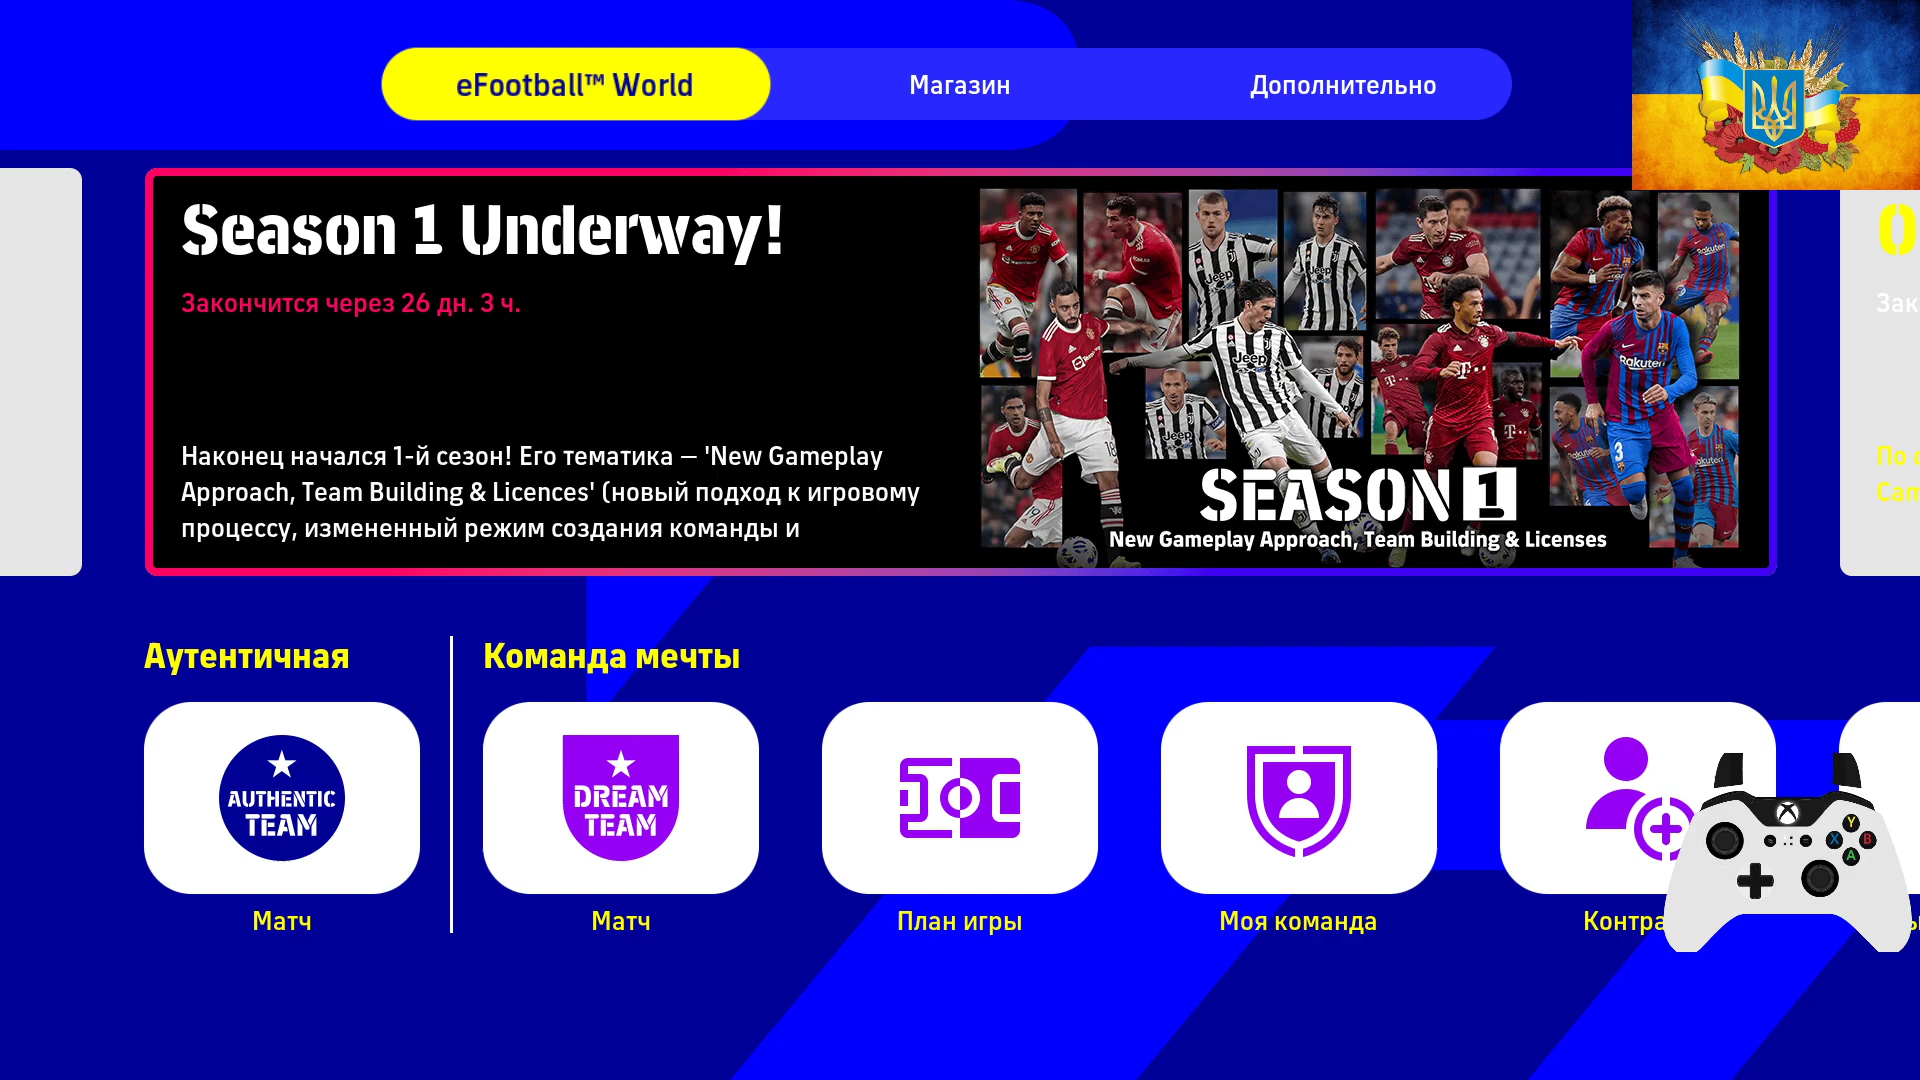 eFootball™ World
Магазин
Дополнительно
Season 1 Underway!
Закончится через 26 дн. 3 ч.
Наконец начался 1-й сезон! Его тематика – 'New Gameplay
Approach, Team Building & Licences' (новый подход к игровому
процессу, измененный режим создания команды и
SEASON 1
New Gameplay Approach, Team Building & Licenses
Аутентичная
Команда мечты
AUTHENTIC
TEAM
DREAM
TEAM
Матч
Матч
План игры
Моя команда
Y
X
B
A